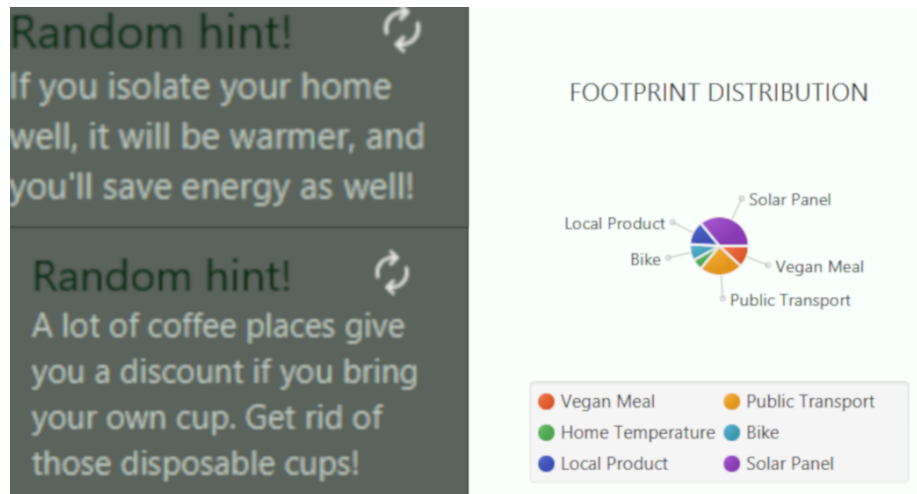 Random hint!
If you isolate your home
well, it will be warmer, and
you'll save energy as well!
Random hint!
A lot of coffee places give
you a discount if you bring
your own cup. Get rid of
those disposable cups!
FOOTPRINT DISTRIBUTION
Solar Panel
Local Product
Bike
Vegan Meal
Public Transport
Vegan Meal
Public Transport
Home Temperature
Bike
Local Product
Solar Panel